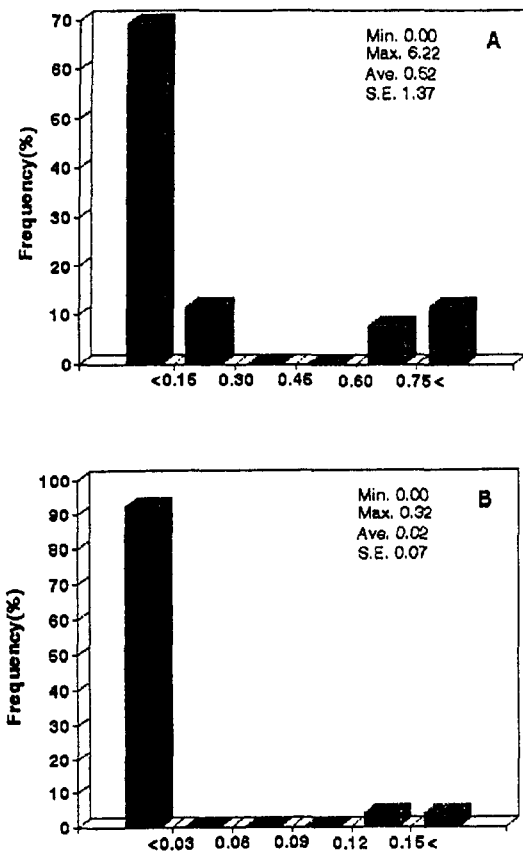 A
Min. 0.00
Max. 6.22
Ave. 0.52
S.E. 1.37
Frequency(%)
70
60
50
40
30
20
10
0
<0.15 0.30 0.45 0.60 0.75<
B
Min. 0.00
Max. 0.32
Ave. 0.02
S.E. 0.07
Frequency(%)
100
90
80
70
60
50
40
30
20
10
0
<0.03 0.06 0.09 0.12 0.15<